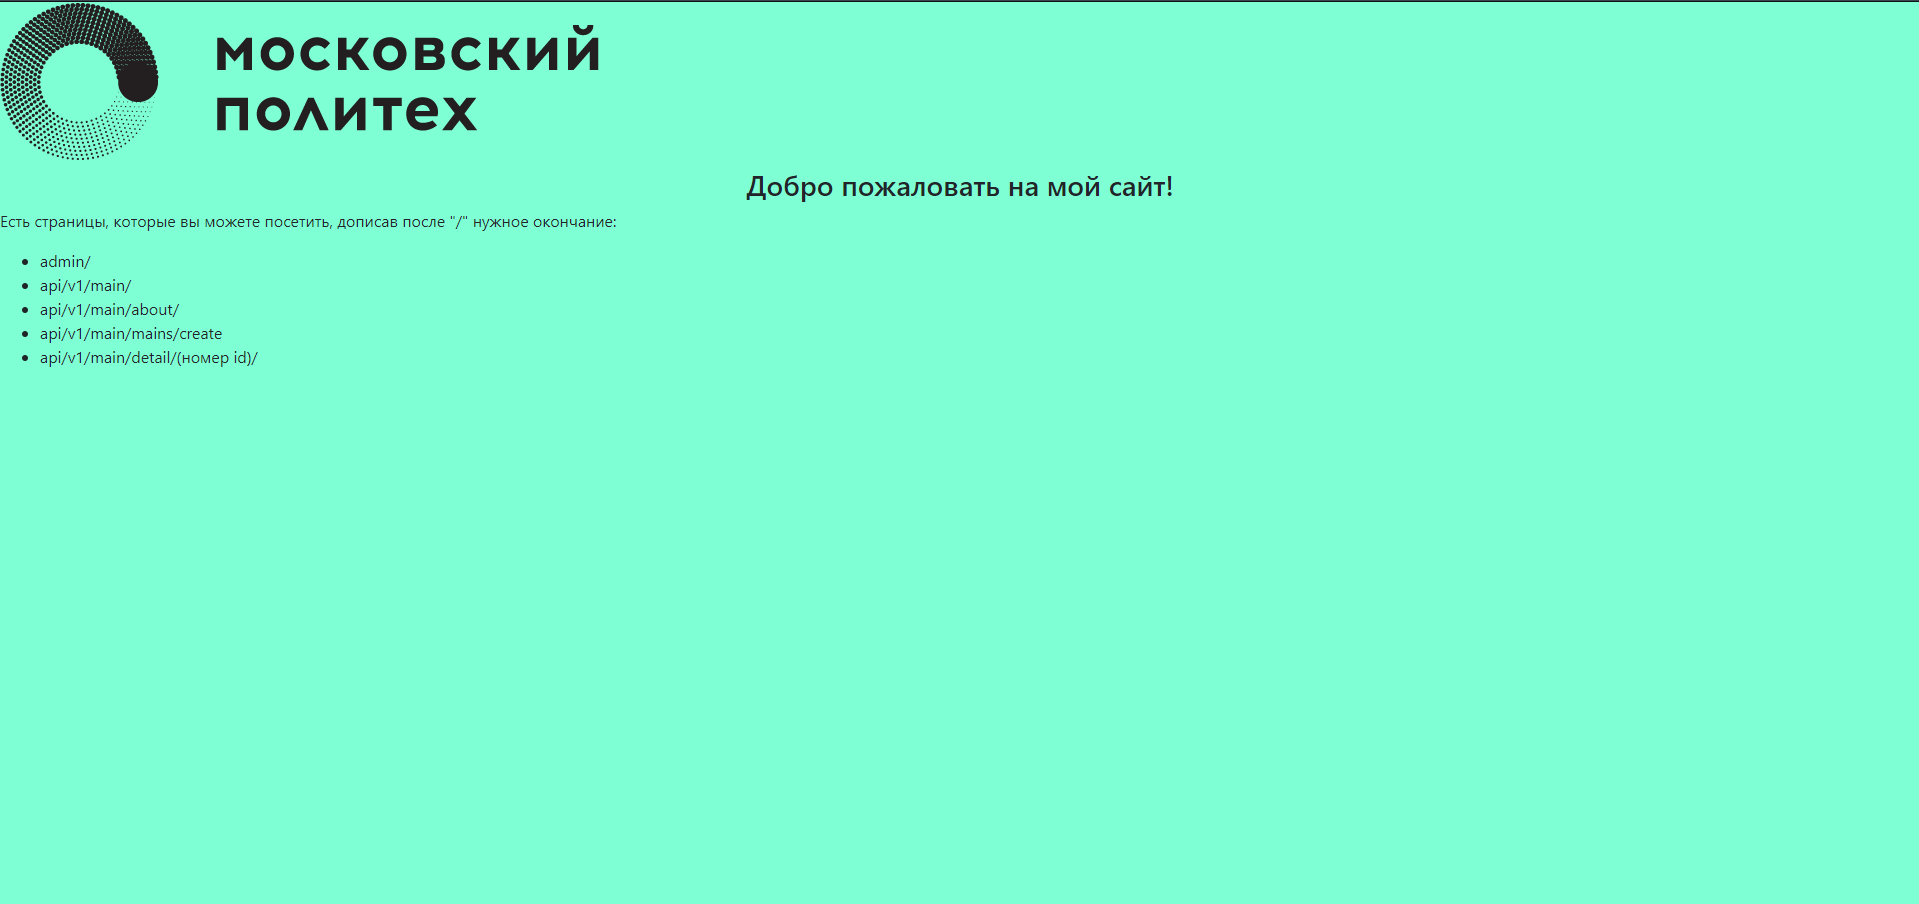 московский
политех
Добро пожаловать на мой сайт!
Есть страницы, которые вы можете посетить, дописав после "/" нужное окончание:
admin/
api/v1/main/
api/v1/main/about/
api/v1/main/mains/create
api/v1/main/detail/(номер id)/